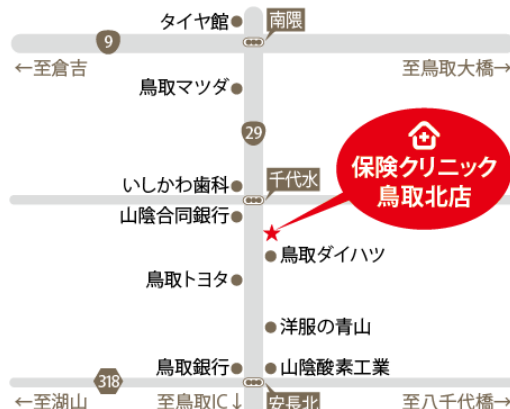 タイヤ館
南隈
9
←至倉吉
至鳥取大橋→
鳥取マツダ
29
保険クリニック
鳥取北店
いしかわ歯科
千代水
山陰合同銀行
鳥取ダイハツ
鳥取トヨタ
洋服の青山
鳥取銀行
山陰酸素工業
318
←至湖山
至鳥取IC↓
安長北
至八千代橋→